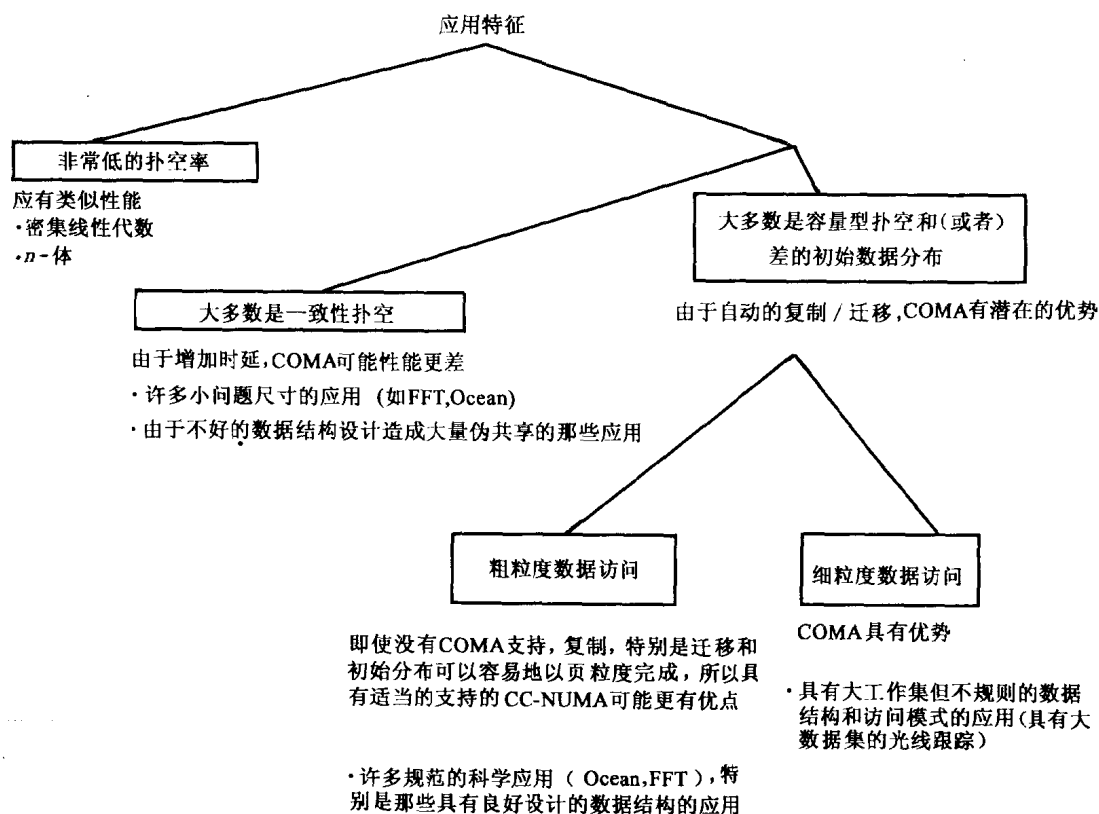 应用特征
非常低的扑空率
应有类似性能
·密集线性代数
·n-体
大多数是容量型扑空和(或者)
差的初始数据分布
由于自动的复制/迁移,COMA有潜在的优势
大多数是一致性扑空
由于增加时延,COMA可能性能更差
·许多小问题尺寸的应用 (如FFT,Ocean)
·由于不好的数据结构设计造成大量伪共享的那些应用
粗粒度数据访问
即使没有COMA支持,复制,特别是迁移和
初始分布可以容易地以页粒度完成,所以具
有适当的支持的CC-NUMA可能更有优点
·许多规范的科学应用 ( Ocean,FFT ),特
别是那些具有良好设计的数据结构的应用
细粒度数据访问
COMA具有优势
·具有大工作集但不规则的数据
结构和访问模式的应用(具有大
数据集的光线跟踪)